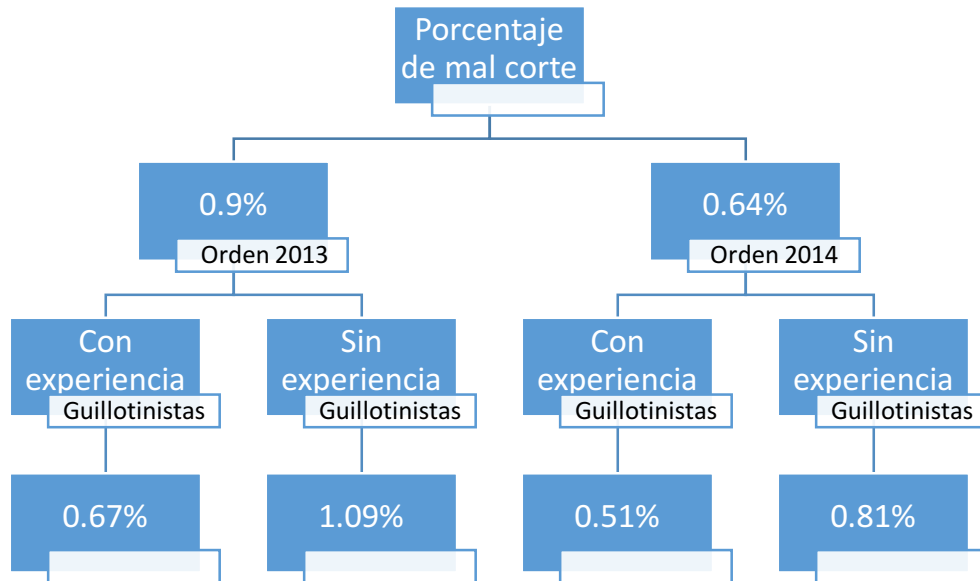 Porcentaje
de mal corte
0.9%
Orden 2013
0.64%
Orden 2014
Con
experiencia
Guillotinistas
Sin
experiencia
Guillotinistas
Con
experiencia
Guillotinistas
Sin
experiencia
Guillotinistas
0.67%
1.09%
0.51%
0.81%